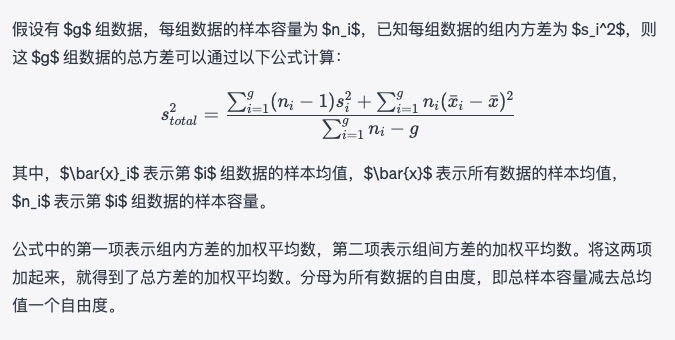 假设有 $g$ 组数据，每组数据的样本容量为 $n_i$，已知每组数据的组内方差为 $s_i^2$，则
这 $g$ 组数据的总方差可以通过以下公式计算：
s_{total}^2 = \frac{\sum_{i=1}^{g}(n_i - 1)s_i^2 + \sum_{i=1}^{g} n_i(\bar{x}_i - \bar{x})^2}{\sum_{i=1}^{g} n_i - g}
其中，$\bar{x}_i$ 表示第 $i$ 组数据的样本均值，$\bar{x}$ 表示所有数据的样本均值，
$n_i$ 表示第 $i$ 组数据的样本容量。
公式中的第一项表示组内方差的加权平均数，第二项表示组间方差的加权平均数。将这两项
加起来，就得到了总方差的加权平均数。分母为所有数据的自由度，即总样本容量减去总均
值一个自由度。